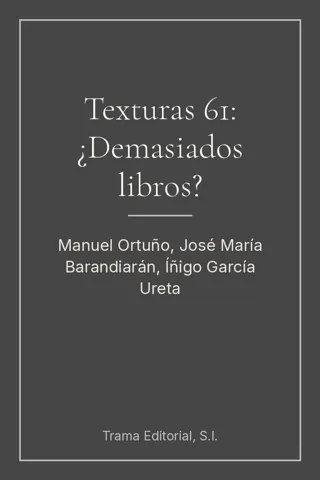 Texturas 61:
¿Demasiados
libros?
Manuel Ortuño, José María
Barandiarán, Íñigo García
Ureta
Trama Editorial, S.l.